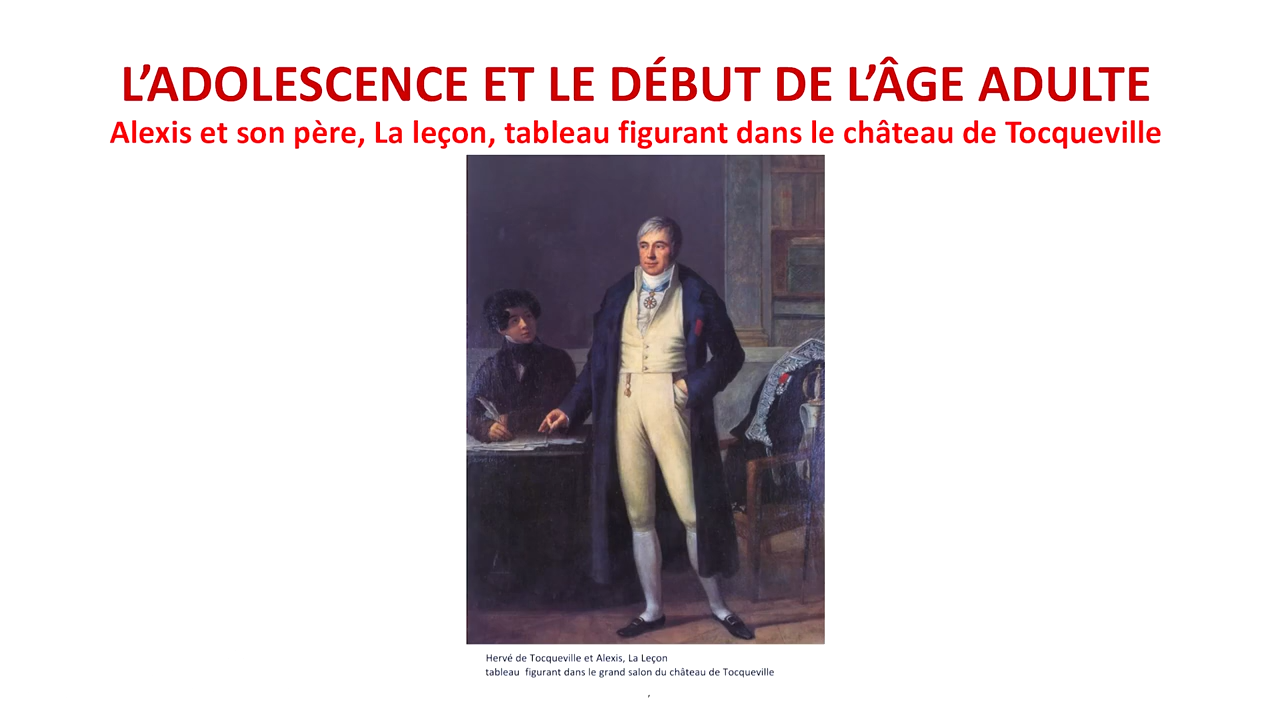 L’ADOLESCENCE ET LE DÉBUT DE L’ÂGE ADULTE
Alexis et son père, La leçon, tableau figurant dans le château de Tocqueville
Hervé de Tocqueville et Alexis, La Leçon
tableau figurant dans le grand salon du château de Tocqueville
,